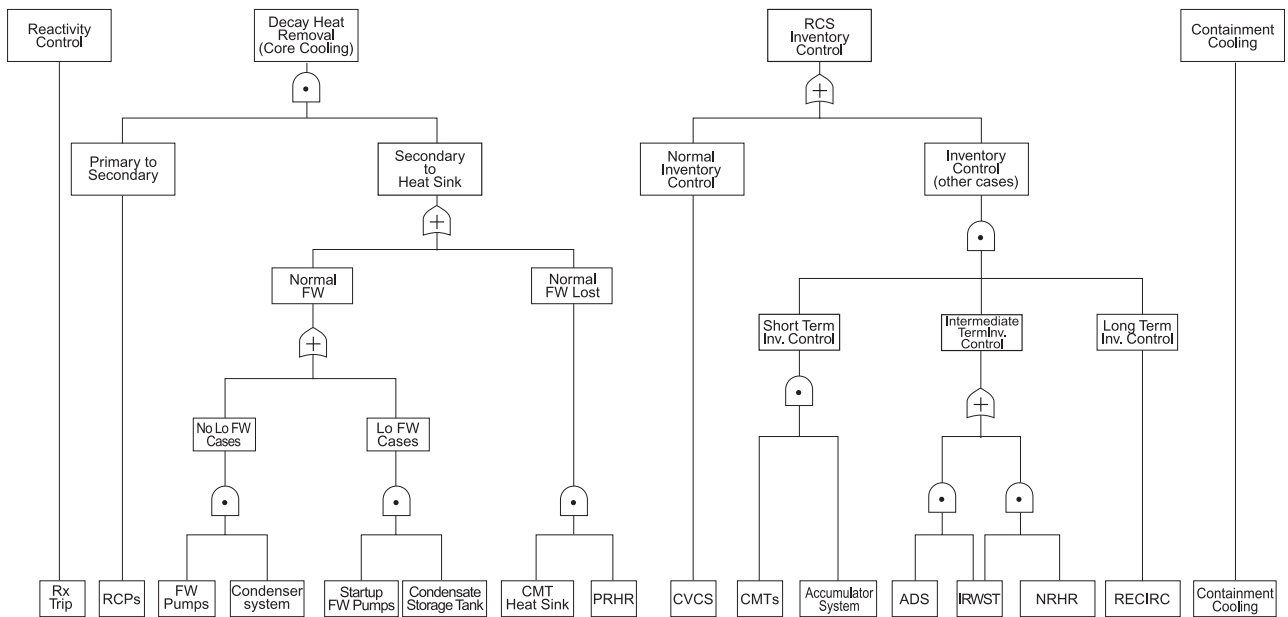 Reactivity
Control
Decay Heat
Removal
(Core Cooling)
RCS
Inventory
Control
Containment
Cooling
Primary to
Secondary
Secondary
to
Heat Sink
Normal
Inventory
Control
Inventory
Control
(other cases)
Normal
FW
Normal
FW Lost
Short Term
Inv. Control
Intermediate
TermInv.
Control
Long Term
Inv. Control
No Lo FW
Cases
Lo FW
Cases
Rx
Trip
RCPs
FW
Pumps
Condenser
system
Startup
FW Pumps
Condensate
Storage Tank
CMT
Heat Sink
PRHR
CVCS
CMTs
Accumulator
System
ADS
IRWST
NRHR
RECIRC
Containment
Cooling